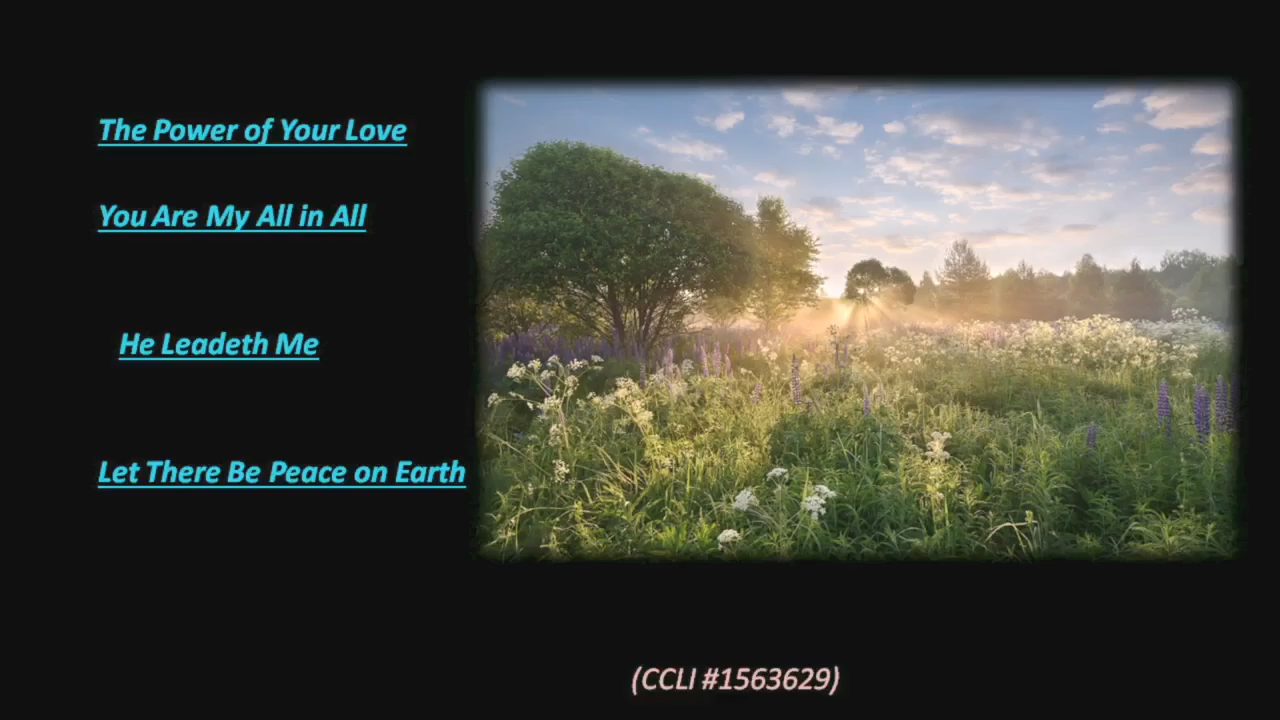 The Power of Your Love
You Are My All in All
He Leadeth Me
Let There Be Peace on Earth
(CCLI #1563629)